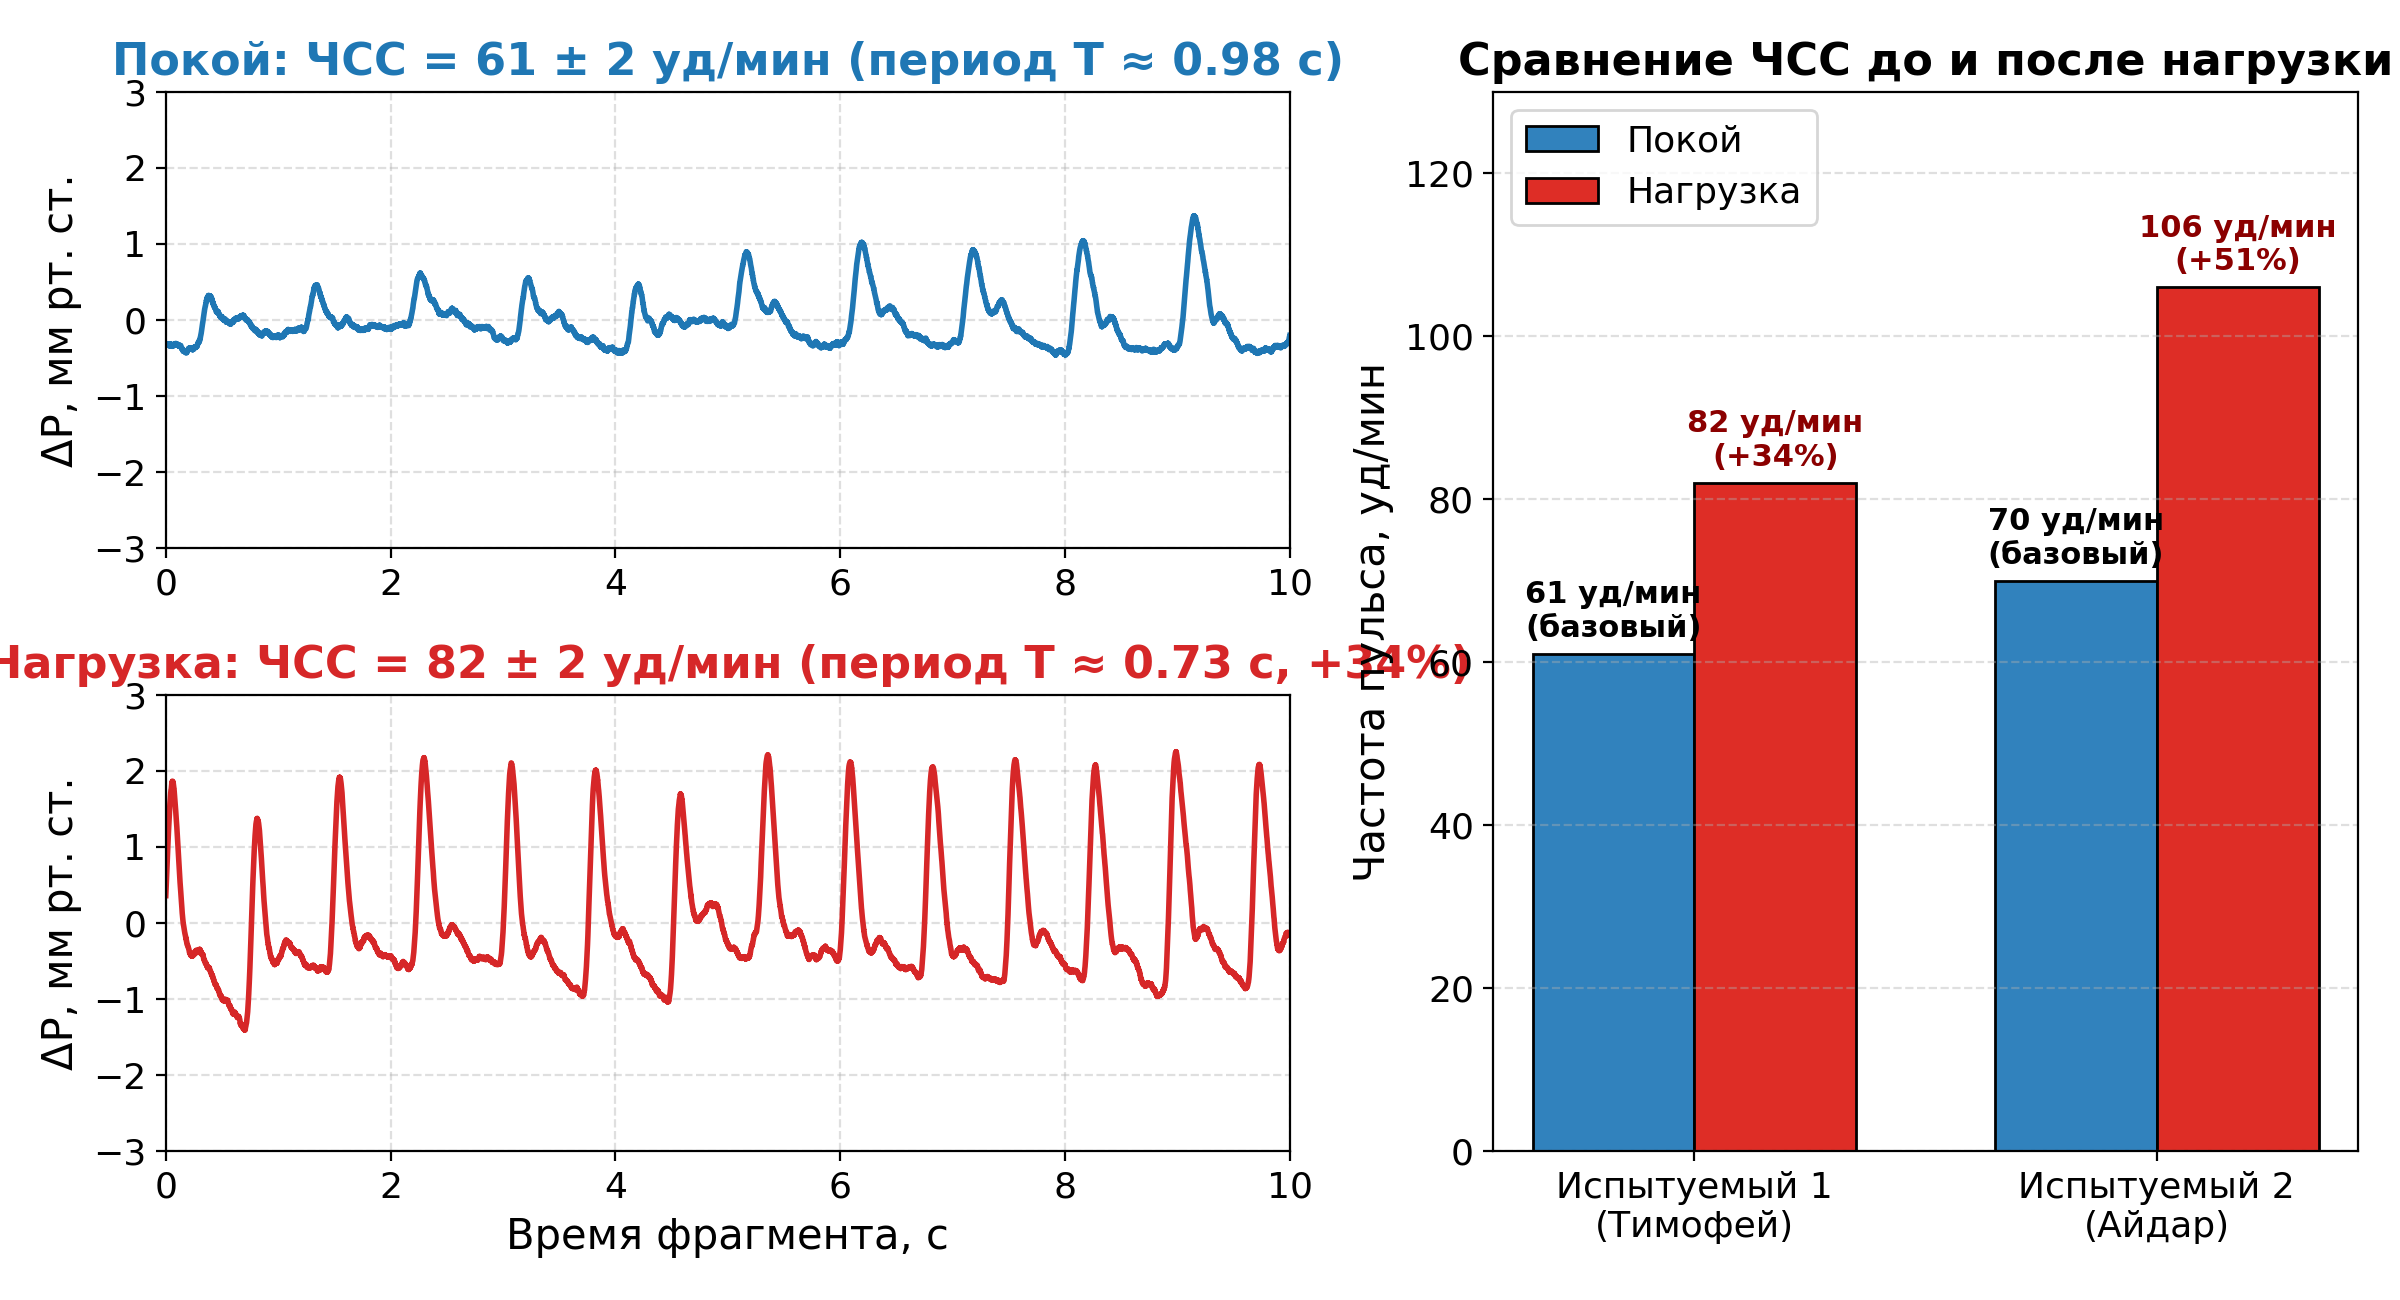 Покой: ЧСС = 61 ± 2 уд/мин (период T ≈ 0.98 с)
ΔP, мм рт. ст.
3
2
1
0
−1
−2
−3
0 2 4 6 8 10
Нагрузка: ЧСС = 82 ± 2 уд/мин (период T ≈ 0.73 с, +34%)
ΔP, мм рт. ст.
3
2
1
0
−1
−2
−3
0 2 4 6 8 10
Время фрагмента, с
Сравнение ЧСС до и после нагрузки
Частота пульса, уд/мин
120
100
80
60
40
20
0
Покой
Нагрузка
61 уд/мин
(базовый)
82 уд/мин
(+34%)
70 уд/мин
(базовый)
106 уд/мин
(+51%)
Испытуемый 1
(Тимофей)
Испытуемый 2
(Айдар)